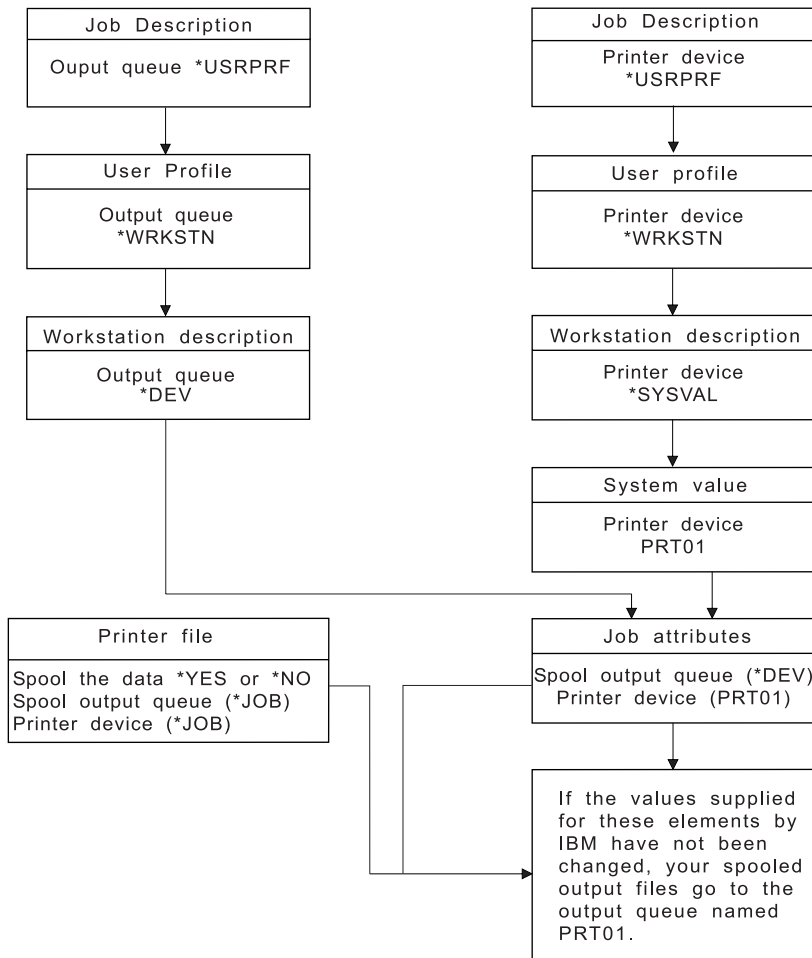 Job Description
Ouput queue *USRPRF
User Profile
Output queue
*WRKSTN
Workstation description
Output queue
*DEV
Job Description
Printer device
*USRPRF
User profile
Printer device
*WRKSTN
Workstation description
Printer device
*SYSVAL
System value
Printer device
PRT01
Printer file
Spool the data *YES or *NO
Spool output queue (*JOB)
Printer device (*JOB)
Job attributes
Spool output queue (*DEV)
Printer device (PRT01)
If the values supplied
for these elements by
IBM have not been
changed, your spooled
output files go to the
output queue named
PRT01.